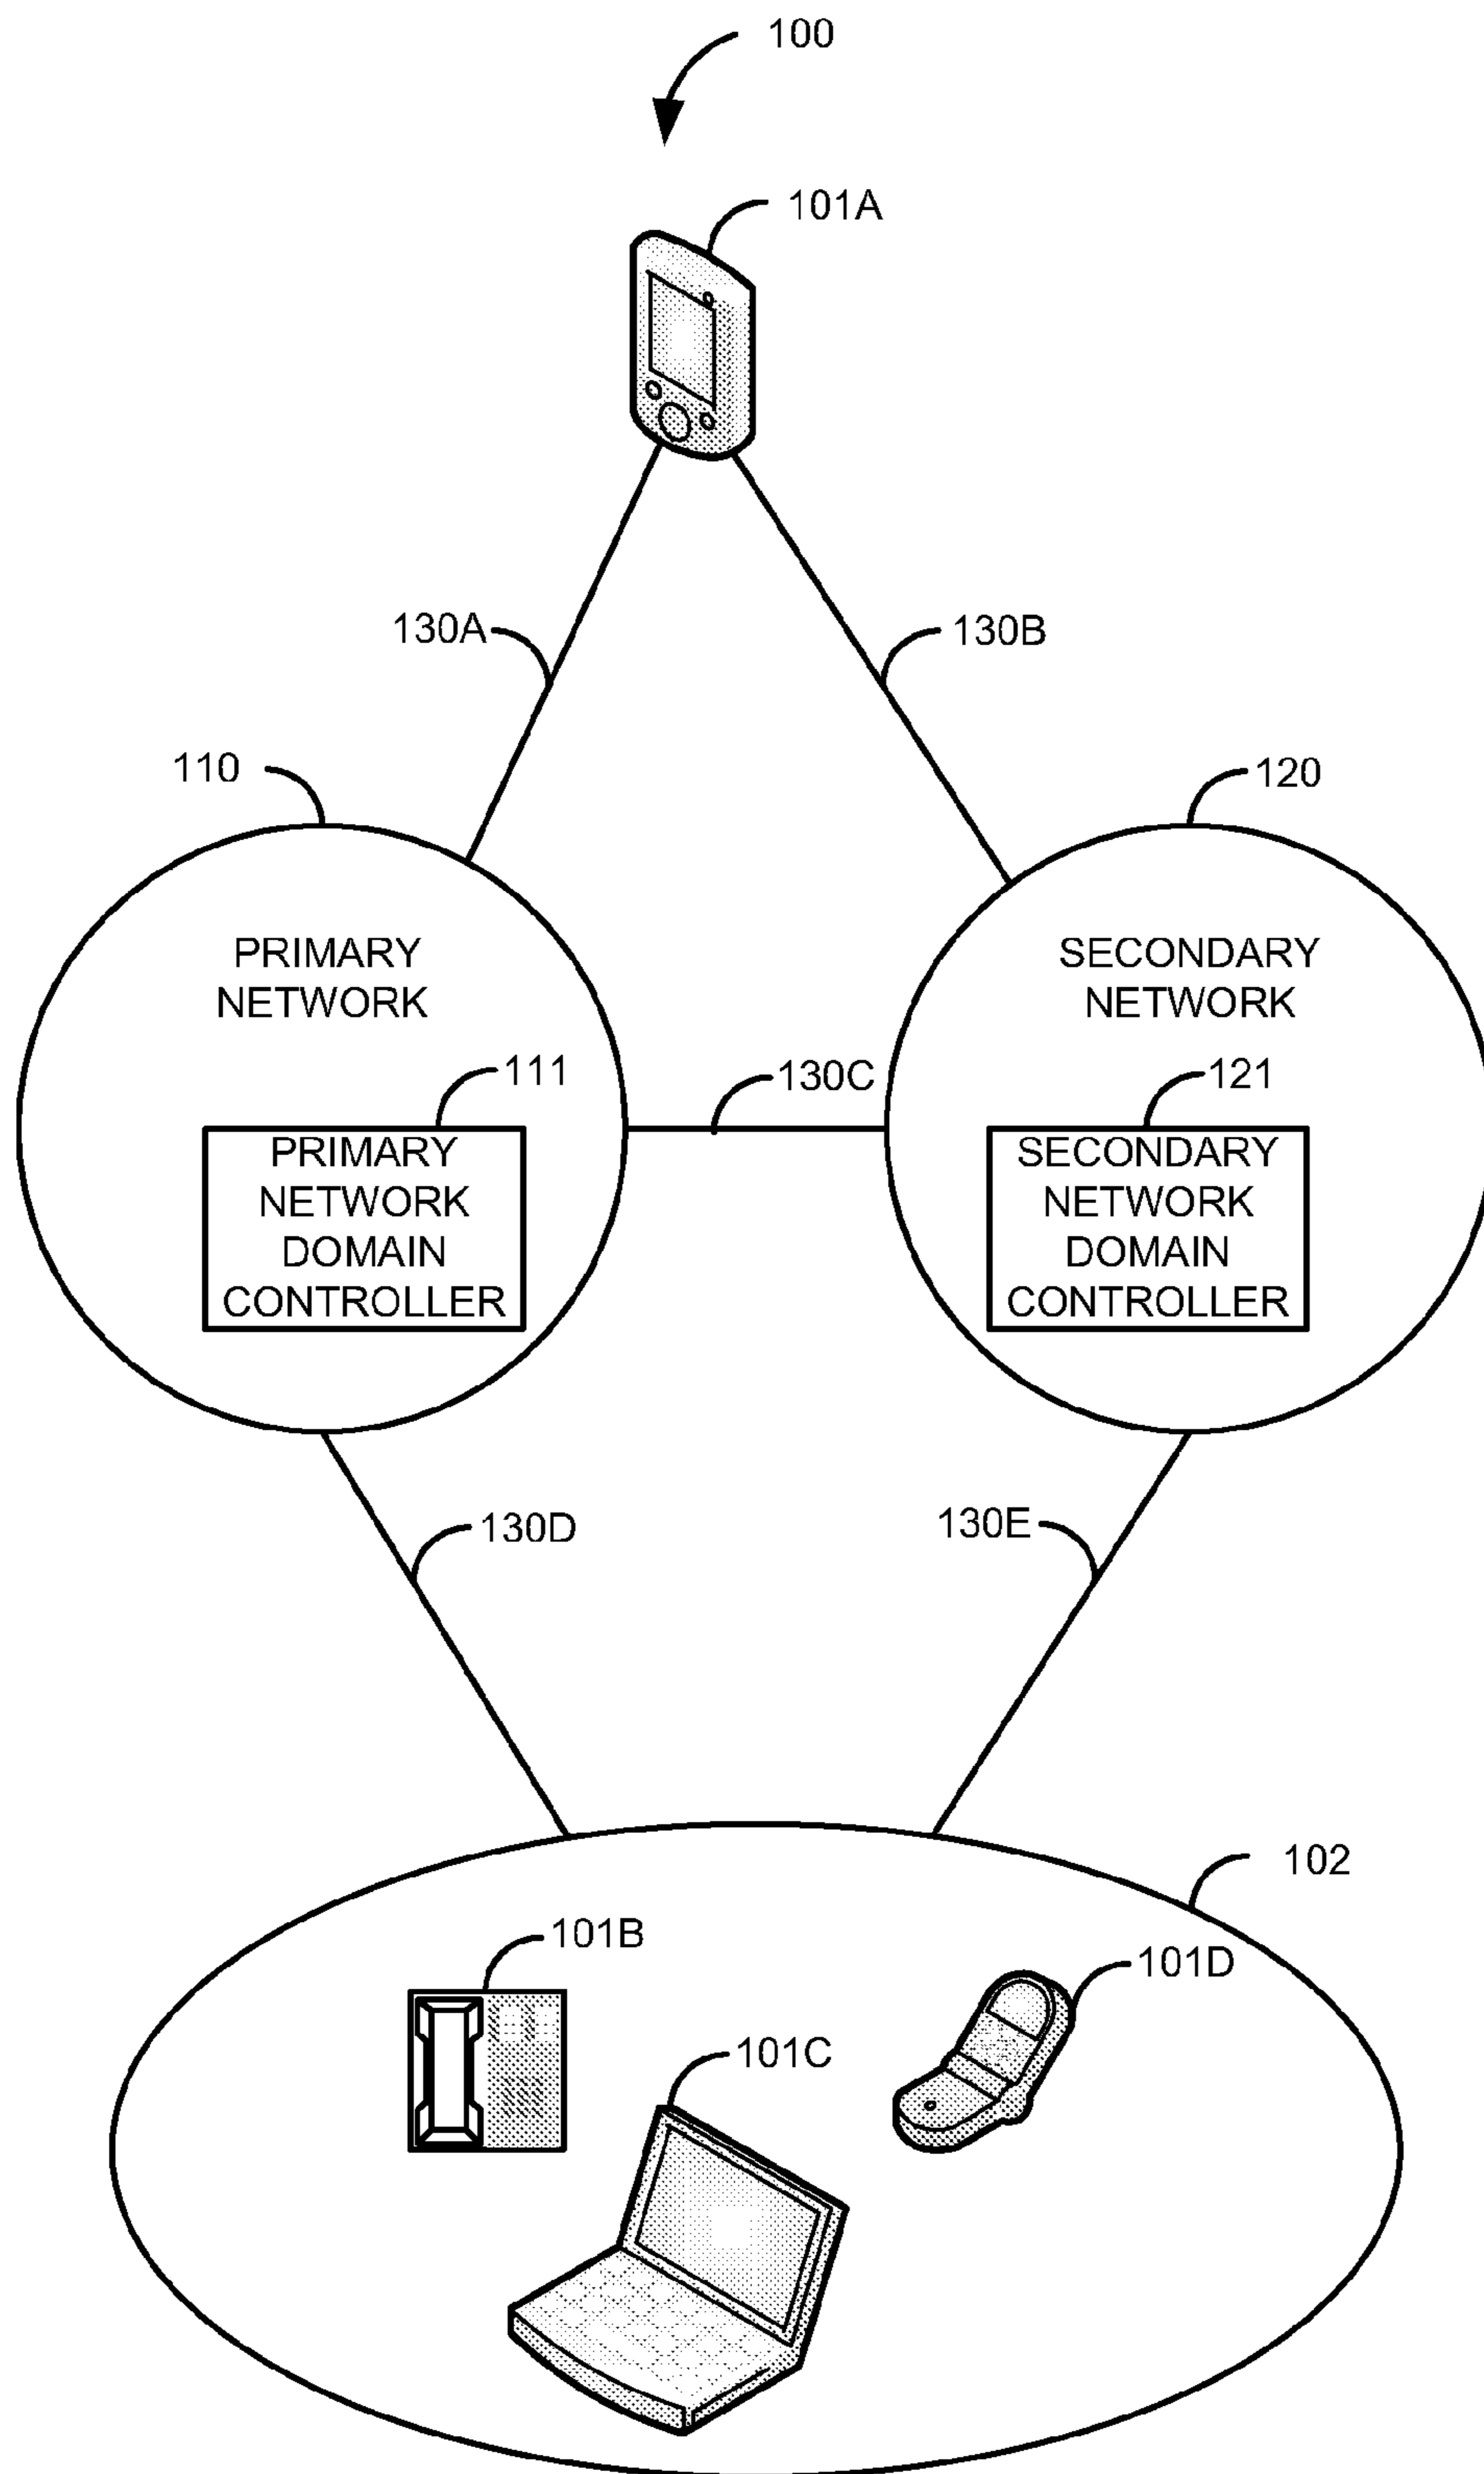 100
101A
130A
130B
110
120
PRIMARY
NETWORK
SECONDARY
NETWORK
111
130C
121
PRIMARY
NETWORK
DOMAIN
CONTROLLER
SECONDARY
NETWORK
DOMAIN
CONTROLLER
130D
130E
102
101B
101D
101C